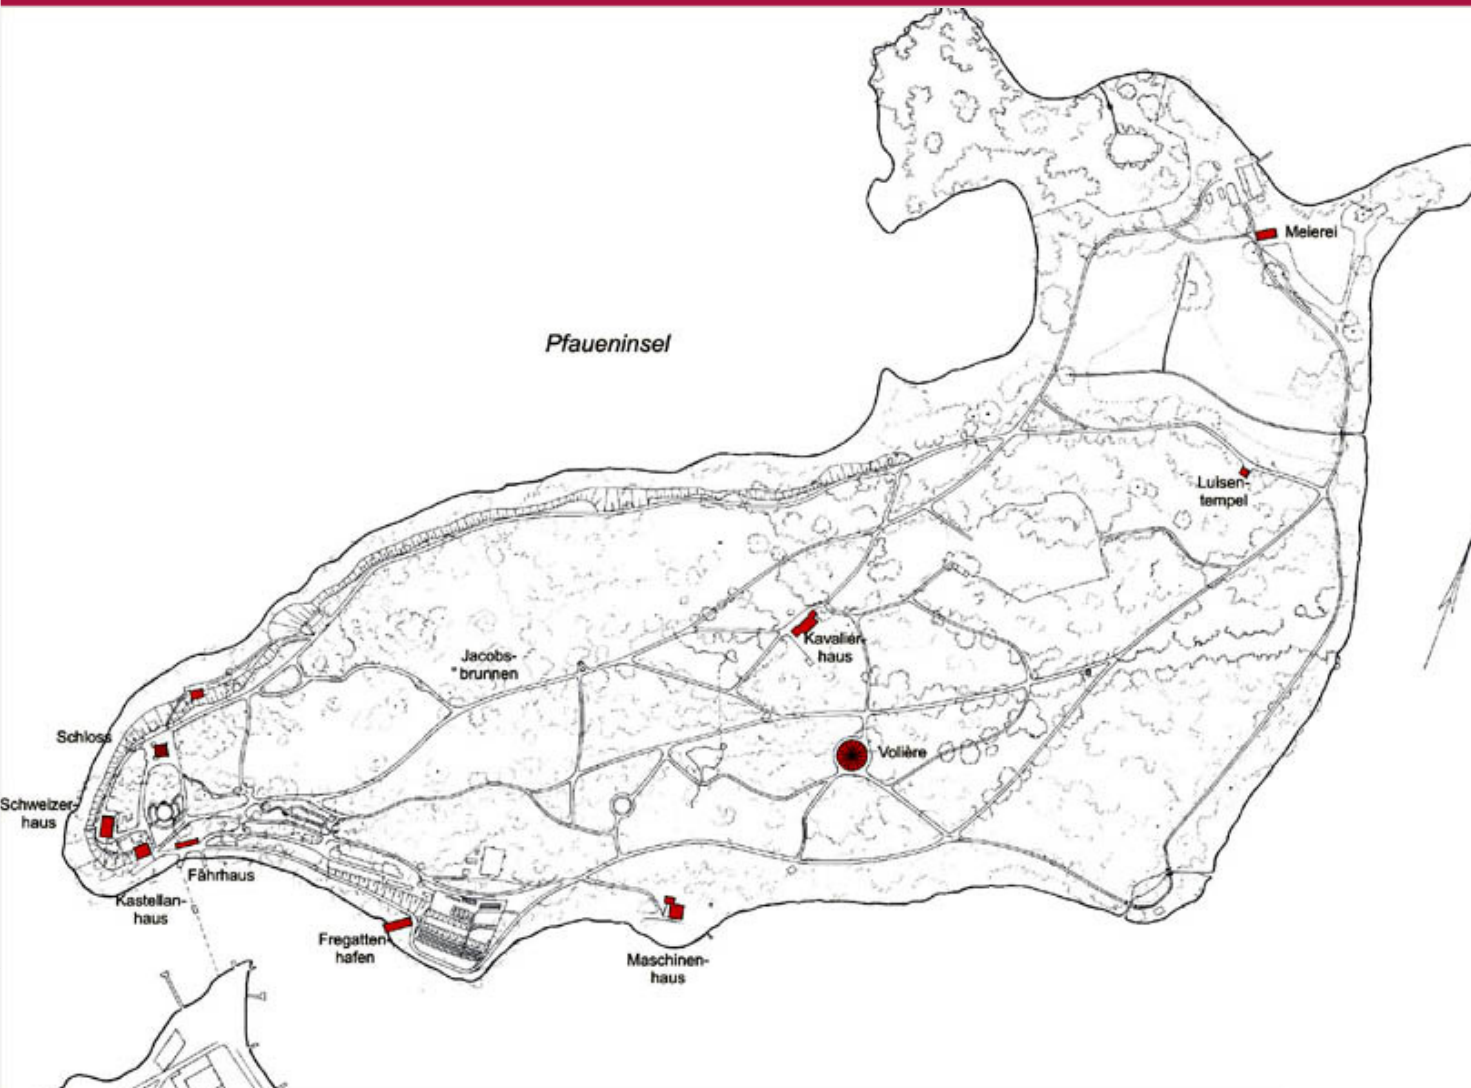 Pfaueninsel
Meierei
Luisen-
tempel
Kavalier-
haus
Jacobs-
brunnen
Schloss
Volière
Schweizer-
haus
Fährhaus
Kastellan-
haus
Fregatten-
hafen
Maschinen-
haus